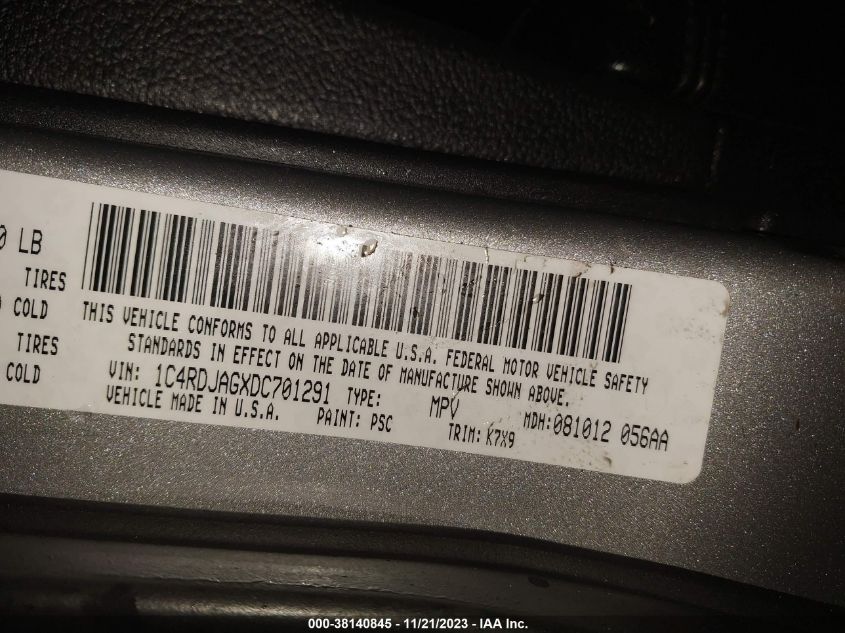 0 LB
TIRES
COLD
TIRES
COLD
THIS VEHICLE CONFORMS TO ALL APPLICABLE U.S.A. FEDERAL MOTOR VEHICLE SAFETY
STANDARDS IN EFFECT ON THE DATE OF MANUFACTURE SHOWN ABOVE.
VIN: 1C4RDJAGXDC701291 TYPE: MPV MDH:081012 056AA
VEHICLE MADE IN U.S.A. PAINT: PSC TRIM: K7X9
000-38140845 - 11/21/2023 - IAA Inc.